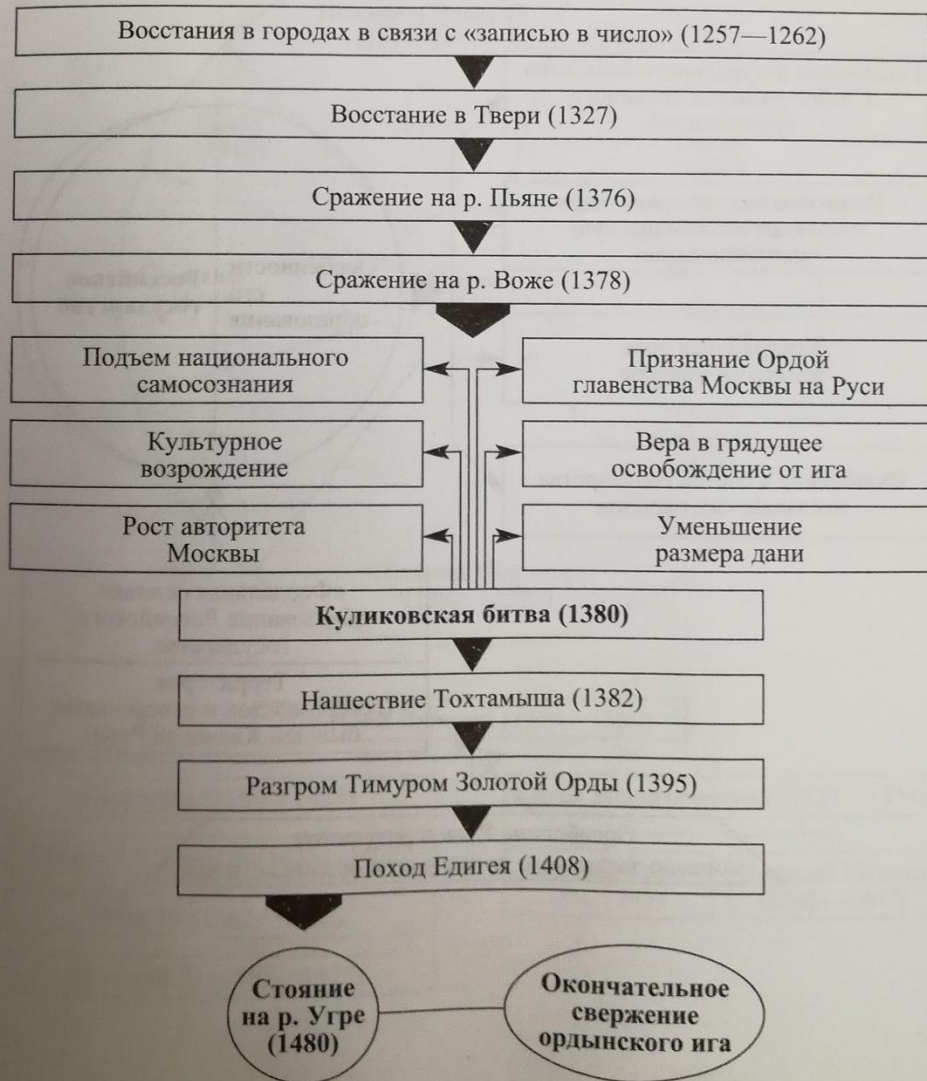 Восстания в городах в связи с «записью в число» (1257—1262)
Восстание в Твери (1327)
Сражение на р. Пьяне (1376)
Сражение на р. Воже (1378)
Подъем национального
самосознания
Признание Ордой
главенства Москвы на Руси
Культурное
возрождение
Вера в грядущее
освобождение от ига
Рост авторитета
Москвы
Уменьшение
размера дани
Куликовская битва (1380)
Нашествие Тохтамыша (1382)
Разгром Тимуром Золотой Орды (1395)
Поход Едигея (1408)
Стояние
на р. Угре
(1480)
Окончательное
свержение
ордынского ига